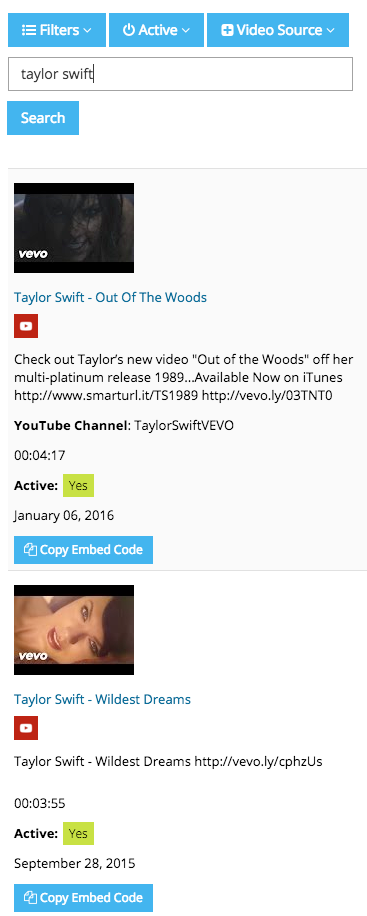 Filters Active Video Source
taylor swift
Search
vevo
Taylor Swift - Out Of The Woods
Check out Taylor’s new video "Out of the Woods" off her
multi-platinum release 1989...Available Now on iTunes
http://www.smarturl.it/TS1989 http://vevo.ly/03TNT0
YouTube Channel: TaylorSwiftVEVO
00:04:17
Active: Yes
January 06, 2016
Copy Embed Code
vevo
Taylor Swift - Wildest Dreams
Taylor Swift - Wildest Dreams http://vevo.ly/cphzUs
00:03:55
Active: Yes
September 28, 2015
Copy Embed Code